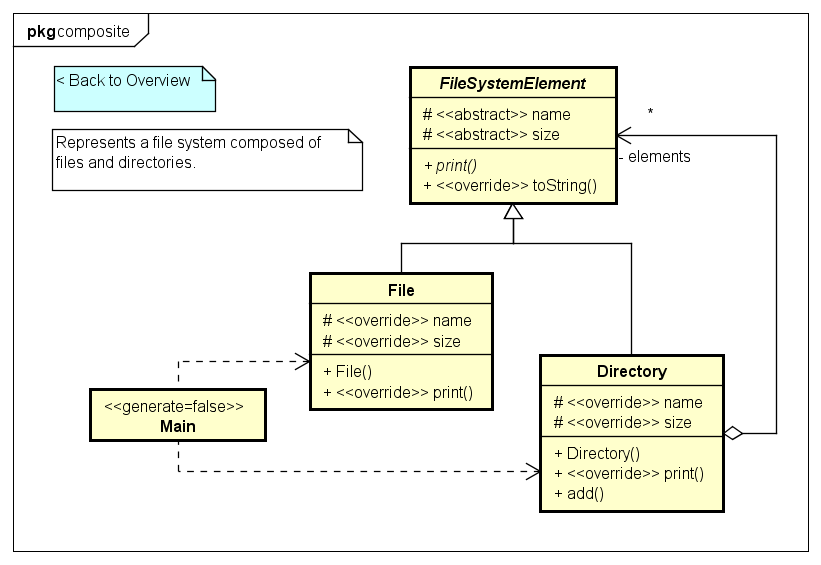 pkg composite
< Back to Overview
Represents a file system composed of
files and directories.
FileSystemElement
# <<abstract>> name
# <<abstract>> size
+ print()
+ <<override>> toString()
*
- elements
File
# <<override>> name
# <<override>> size
+ File()
+ <<override>> print()
<<generate=false>>
Main
Directory
# <<override>> name
# <<override>> size
+ Directory()
+ <<override>> print()
+ add()